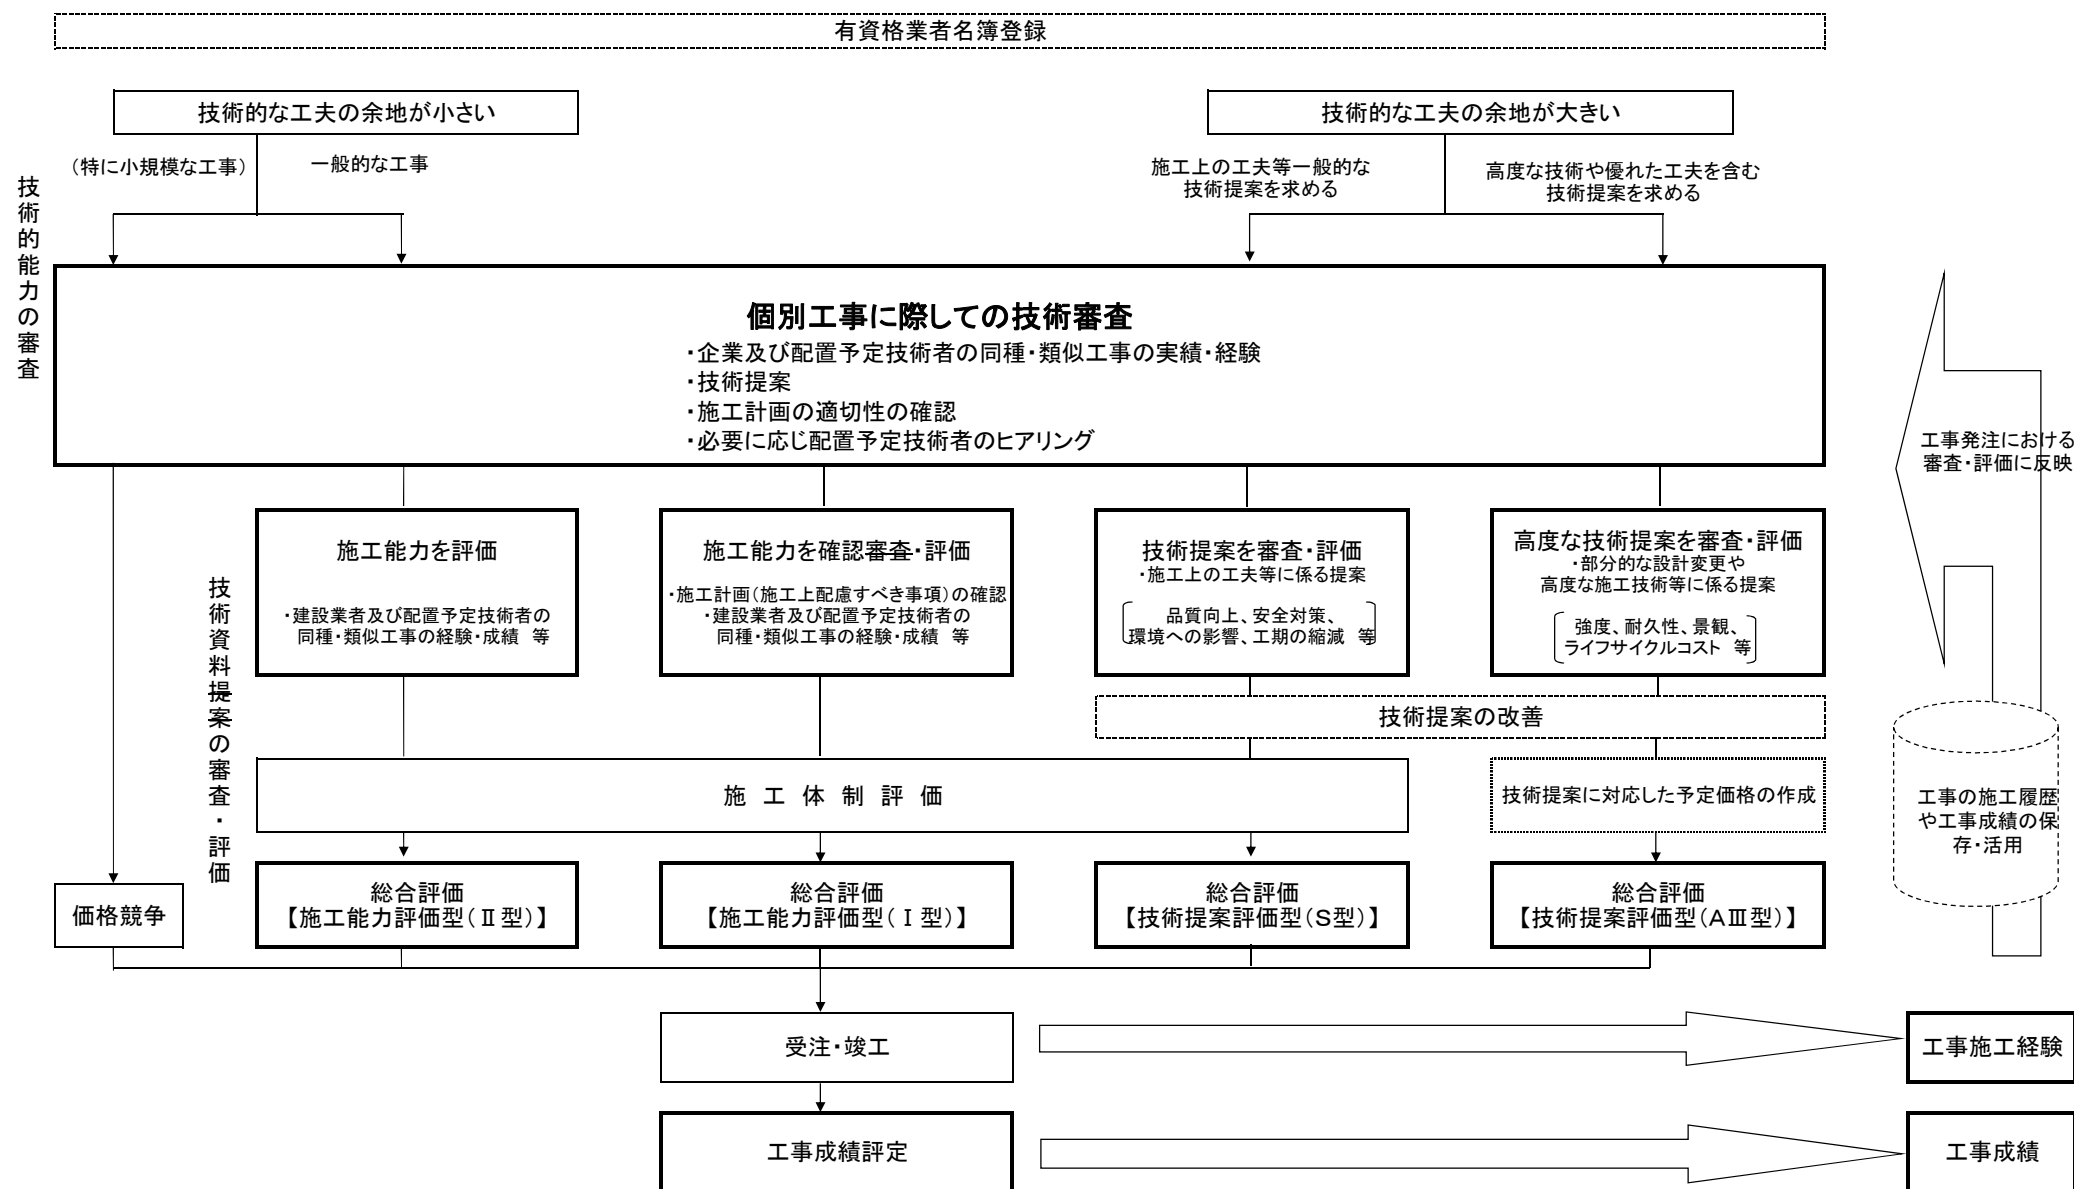 有資格業者名簿登録
技術的な工夫の余地が小さい
技術的な工夫の余地が大きい
(特に小規模な工事)
一般的な工事
施工上の工夫等一般的な
技術提案を求める
高度な技術や優れた工夫を含む
技術提案を求める
技術的能力の審査
個別工事に際しての技術審査
・企業及び配置予定技術者の同種・類似工事の実績・経験
・技術提案
・施工計画の適切性の確認
・必要に応じ配置予定技術者のヒアリング
工事発注における
審査・評価に反映
技術資料提案の審査・評価
施工能力を評価
・建設業者及び配置予定技術者の
同種・類似工事の経験・成績 等
施工能力を確認審査・評価
・施工計画(施工上配慮すべき事項)の確認
・建設業者及び配置予定技術者の
同種・類似工事の経験・成績 等
技術提案を審査・評価
・施工上の工夫等に係る提案
品質向上、安全対策、
環境への影響、工期の縮減 等
高度な技術提案を審査・評価
・部分的な設計変更や
高度な施工技術等に係る提案
強度、耐久性、景観、
ライフサイクルコスト 等
技術提案の改善
施工体制評価
技術提案に対応した予定価格の作成
工事の施工履歴
や工事成績の保
存・活用
価格競争
総合評価
【施工能力評価型(Ⅱ型)】
総合評価
【施工能力評価型(Ⅰ型)】
総合評価
【技術提案評価型(S型)】
総合評価
【技術提案評価型(AⅢ型)】
受注・竣工
工事施工経験
工事成績評定
工事成績